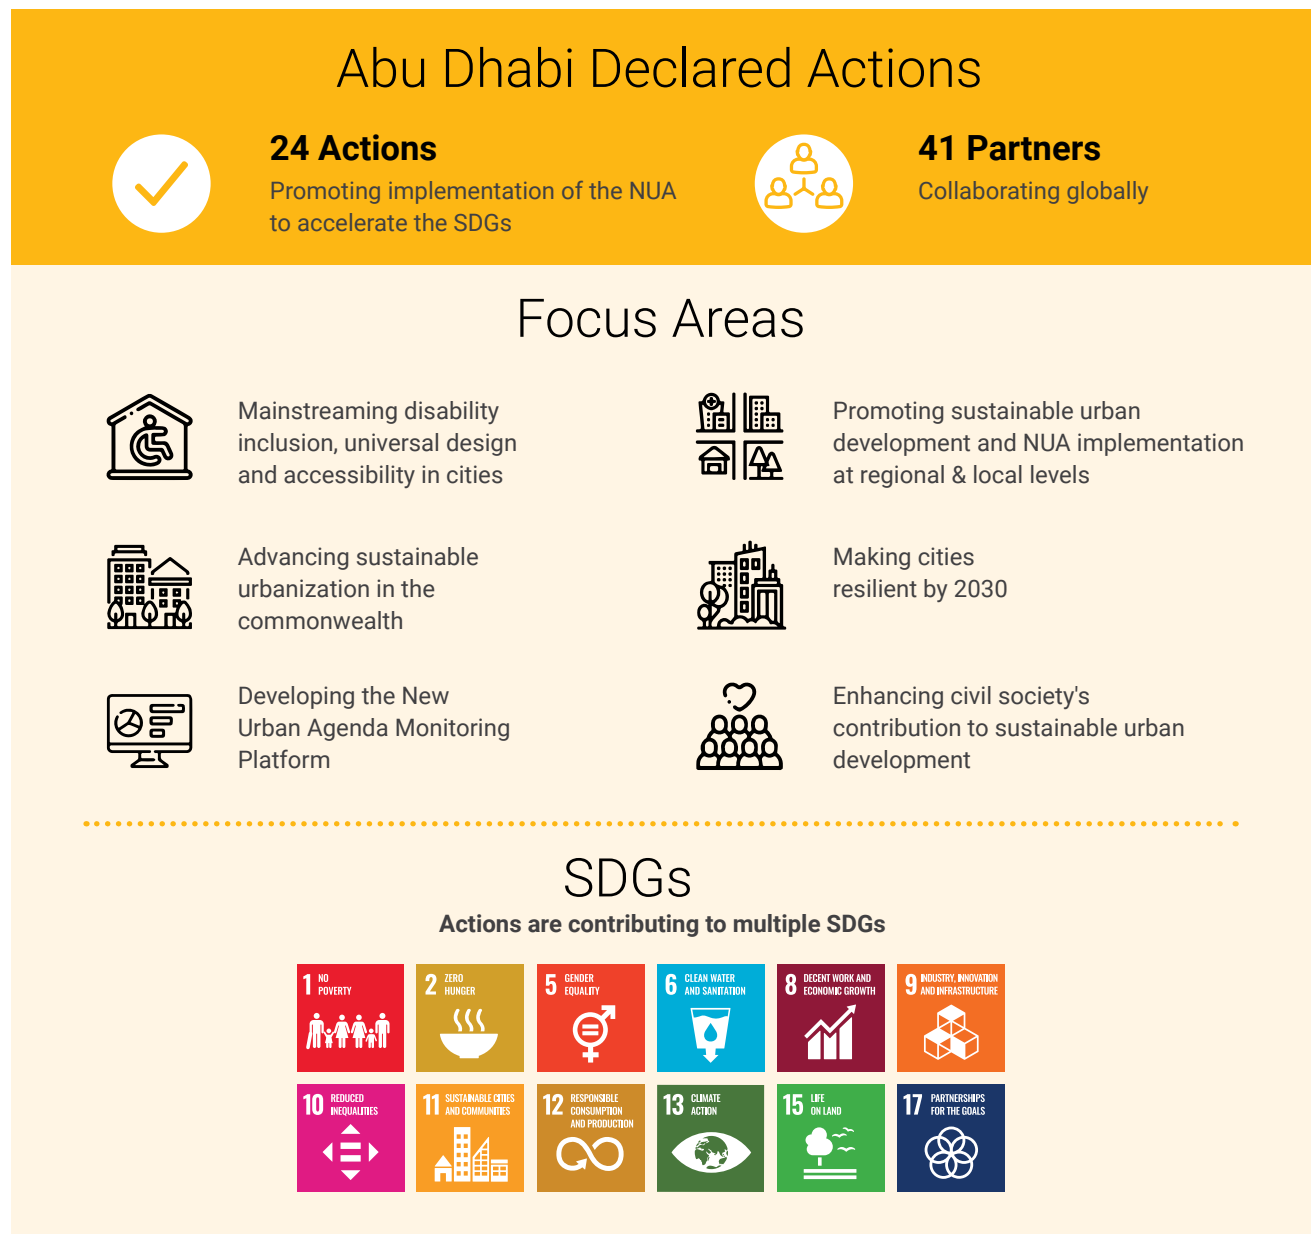 Abu Dhabi Declared Actions
24 Actions
Promoting implementation of the NUA
to accelerate the SDGs
41 Partners
Collaborating globally
Focus Areas
Mainstreaming disability
inclusion, universal design
and accessibility in cities
Promoting sustainable urban
development and NUA implementation
at regional & local levels
Advancing sustainable
urbanization in the
commonwealth
Making cities
resilient by 2030
Developing the New
Urban Agenda Monitoring
Platform
Enhancing civil society's
contribution to sustainable urban
development
SDGs
Actions are contributing to multiple SDGs
1 NO
POVERTY
2 ZERO
HUNGER
5 GENDER
EQUALITY
6 CLEAN WATER
AND SANITATION
8 DECENT WORK AND
ECONOMIC GROWTH
9 INDUSTRY, INNOVATION
AND INFRASTRUCTURE
10 REDUCED
INEQUALITIES
11 SUSTAINABLE CITIES
AND COMMUNITIES
12 RESPONSIBLE
CONSUMPTION
AND PRODUCTION
13 CLIMATE
ACTION
15 LIFE
ON LAND
17 PARTNERSHIPS
FOR THE GOALS